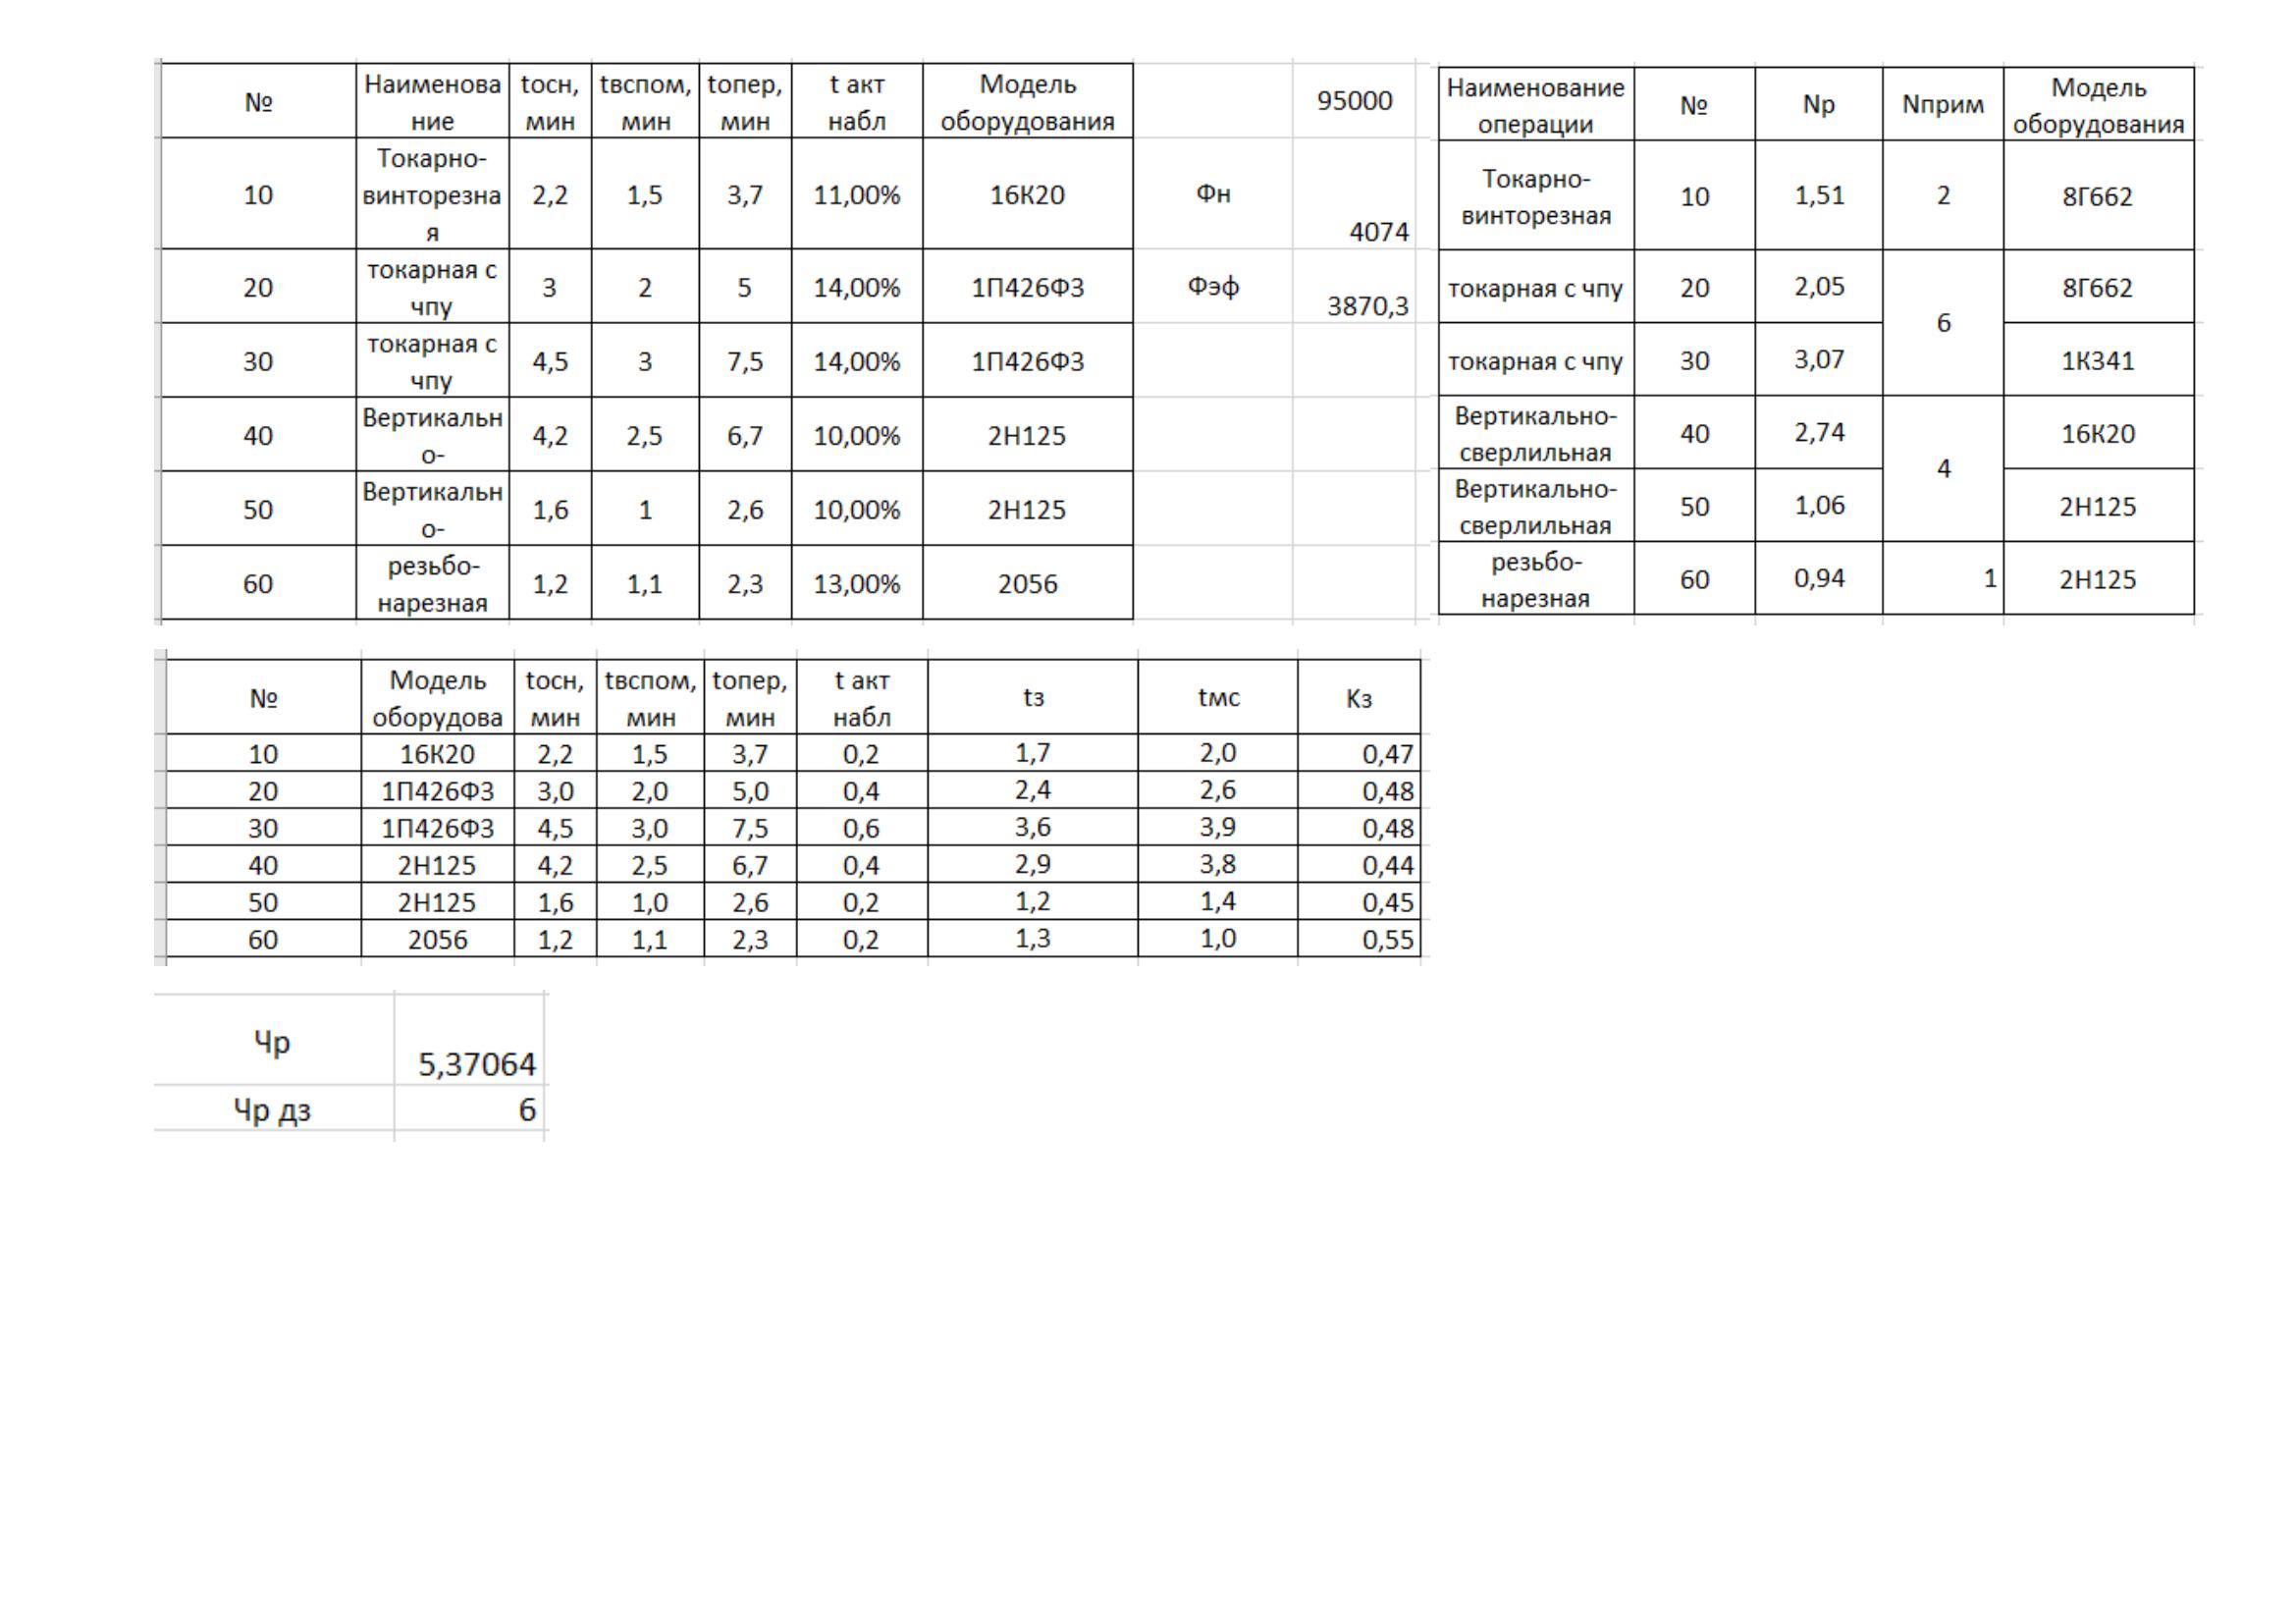 № Наименова ние tосн, мин tвспом, мин tопер, мин t акт набл Модель оборудования 95000
10 Токарно- винторезна я 2,2 1,5 3,7 11,00% 16К20 Фн 4074
20 токарная с чпу 3 2 5 14,00% 1П426Ф3 Фэф 3870,3
30 токарная с чпу 4,5 3 7,5 14,00% 1П426Ф3
40 Вертикальн о- 4,2 2,5 6,7 10,00% 2Н125
50 Вертикальн о- 1,6 1 2,6 10,00% 2Н125
60 резьбо- нарезная 1,2 1,1 2,3 13,00% 2056
Наименование операции № Nр Nприм Модель оборудования
Токарно- винторезная 10 1,51 2 8Г662
токарная с чпу 20 2,05 6 8Г662
токарная с чпу 30 3,07 1К341
Вертикально- сверлильная 40 2,74 4 16К20
Вертикально- сверлильная 50 1,06 2Н125
резьбо- нарезная 60 0,94 1 2Н125
№ Модель оборудова tосн, мин tвспом, мин tопер, мин t акт набл tз tмс Кз
10 16К20 2,2 1,5 3,7 0,2 1,7 2,0 0,47
20 1П426Ф3 3,0 2,0 5,0 0,4 2,4 2,6 0,48
30 1П426Ф3 4,5 3,0 7,5 0,6 3,6 3,9 0,48
40 2Н125 4,2 2,5 6,7 0,4 2,9 3,8 0,44
50 2Н125 1,6 1,0 2,6 0,2 1,2 1,4 0,45
60 2056 1,2 1,1 2,3 0,2 1,3 1,0 0,55
Чр 5,37064
Чр дз 6